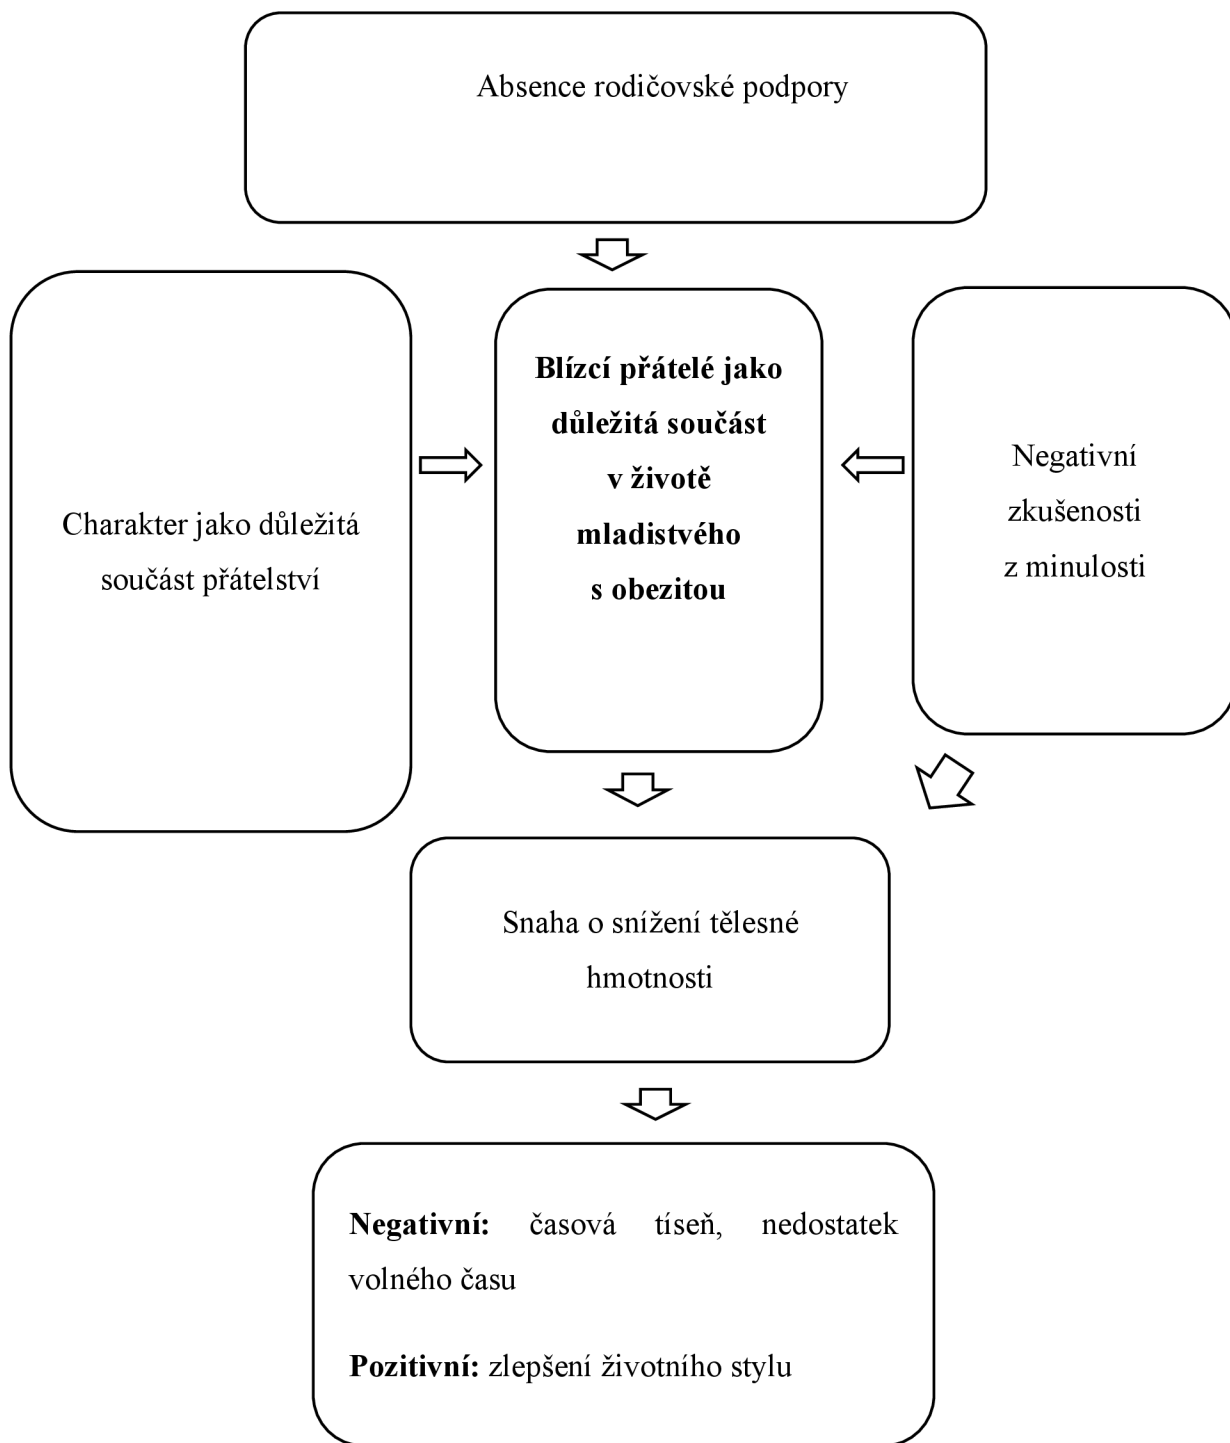 Absence rodičovské podpory
Charakter jako důležitá
součást přátelství
Blízcí přátelé jako
důležitá součást
v životě
mladistvého
s obezitou
Negativní
zkušenosti
z minulosti
Snaha o snížení tělesné
hmotnosti
Negativní: časová tíseň, nedostatek
volného času
Pozitivní: zlepšení životního stylu